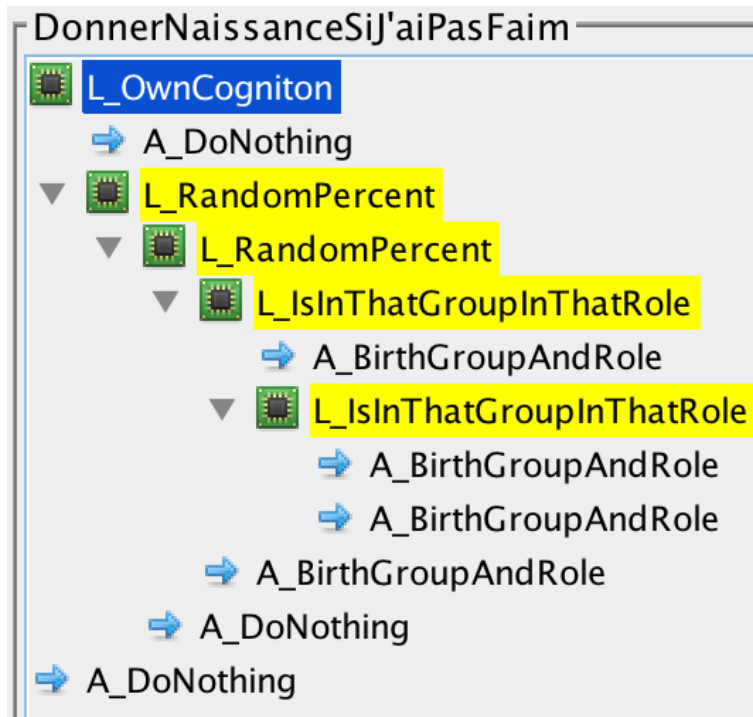 DonnerNaissanceSiJ'aiPasFaim
L_OwnCogniton
A_DoNothing
L_RandomPercent
L_RandomPercent
L_IsInThatGroupInThatRole
A_BirthGroupAndRole
L_IsInThatGroupInThatRole
A_BirthGroupAndRole
A_BirthGroupAndRole
A_BirthGroupAndRole
A_DoNothing
A_DoNothing